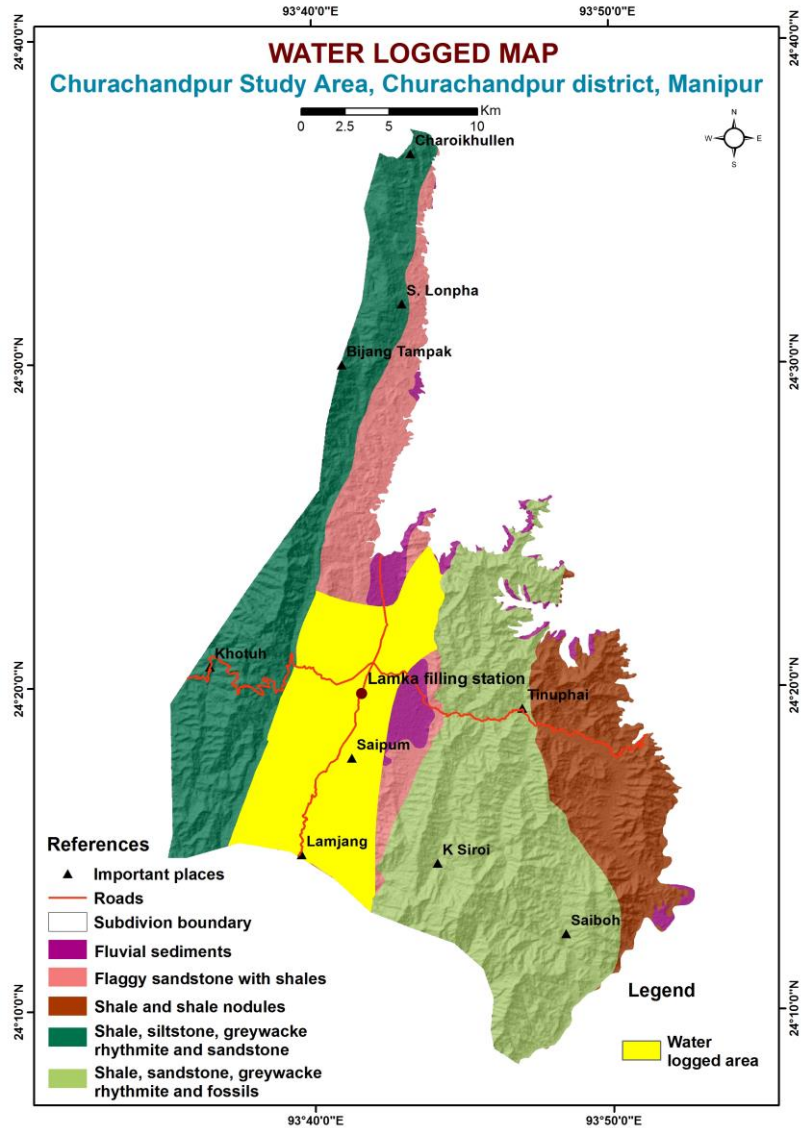 93°40'0"E 93°50'0"E
24°40'0"N 24°40'0"N
WATER LOGGED MAP
Churachandpur Study Area, Churachandpur district, Manipur
Km
0 2.5 5 10
N
W E
S
Charoikhullen
S. Lonpha
Bijang Tampak
24°30'0"N 24°30'0"N
Khotuh
Lamka filling station
24°20'0"N 24°20'0"N
Tinuphai
Saipum
Lamjang
K Siroi
Saiboh
References
Important places
Roads
Subdivion boundary
Fluvial sediments
Flaggy sandstone with shales
Shale and shale nodules
Shale, siltstone, greywacke
rhythmite and sandstone
Shale, sandstone, greywacke
rhythmite and fossils
Legend
Water
logged area
24°10'0"N 24°10'0"N
93°40'0"E 93°50'0"E